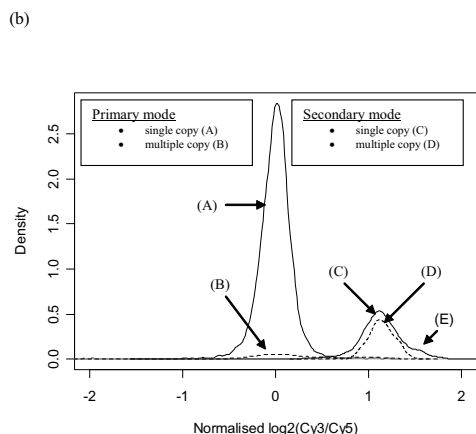 (b)
Primary mode
• single copy (A)
• multiple copy (B)
Secondary mode
• single copy (C)
• multiple copy (D)
(A)
(B)
(C)
(D)
(E)
Density
0.0
0.5
1.0
1.5
2.0
2.5
-2
-1
0
1
2
Normalised log2(Cy3/Cy5)